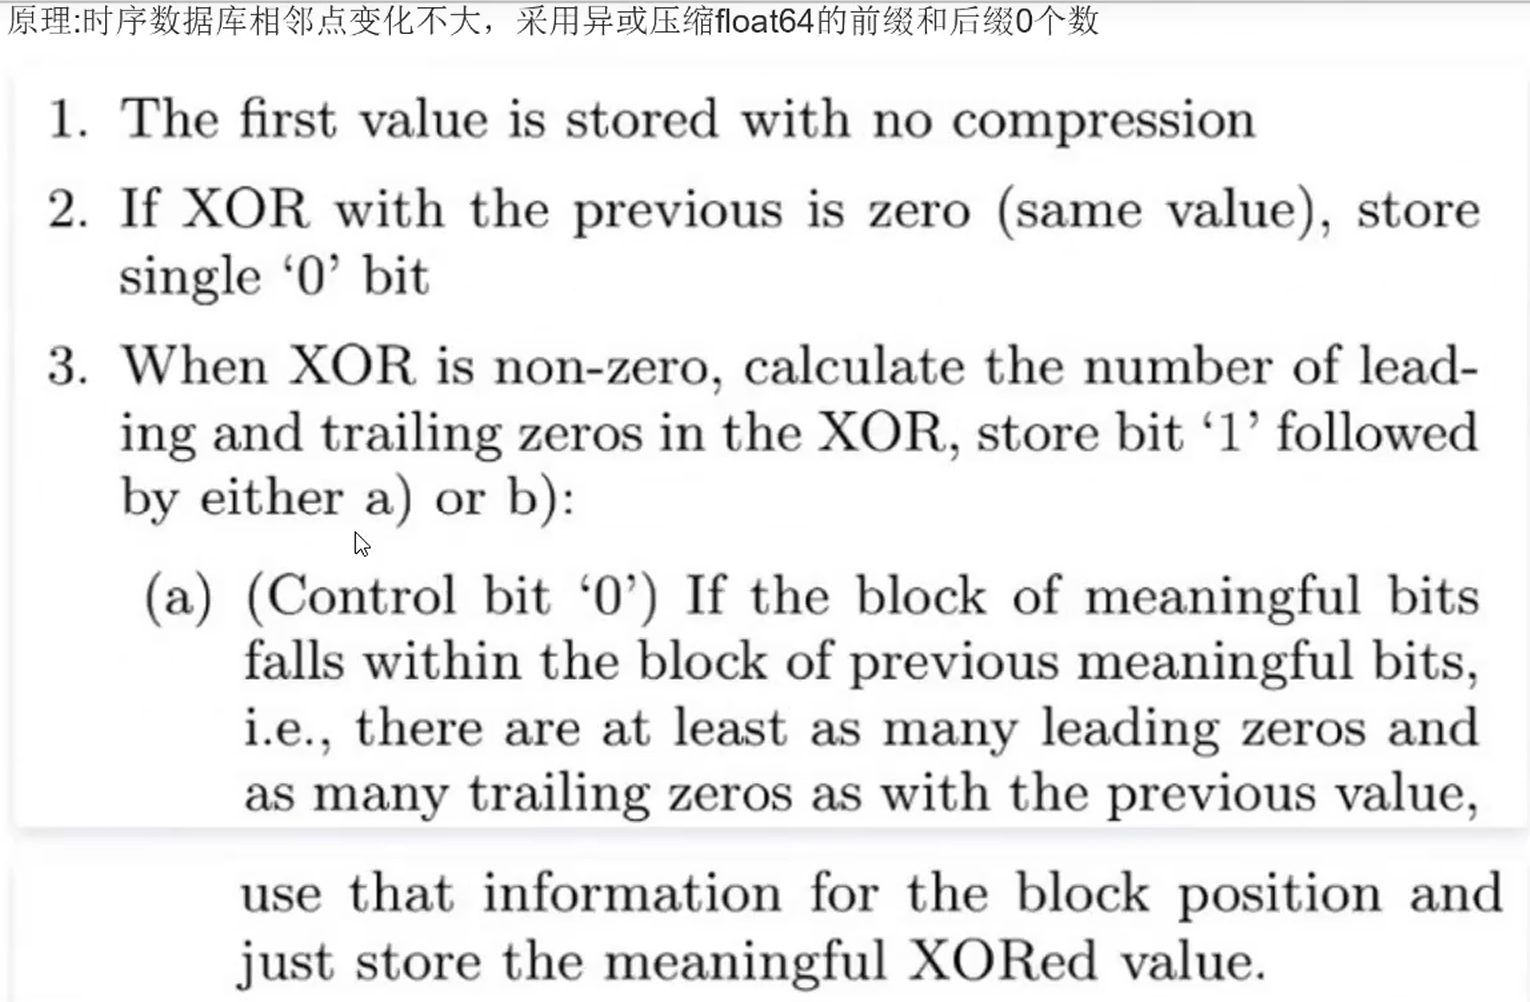 原理:时序数据库相邻点变化不大，采用异或压缩float64的前缀和后缀0个数
1. The first value is stored with no compression
2. If XOR with the previous is zero (same value), store
single ‘0’ bit
3. When XOR is non-zero, calculate the number of lead-
ing and trailing zeros in the XOR, store bit ‘1’ followed
by either a) or b):
(a) (Control bit ‘0’) If the block of meaningful bits
falls within the block of previous meaningful bits,
i.e., there are at least as many leading zeros and
as many trailing zeros as with the previous value,
use that information for the block position and
just store the meaningful XORed value.